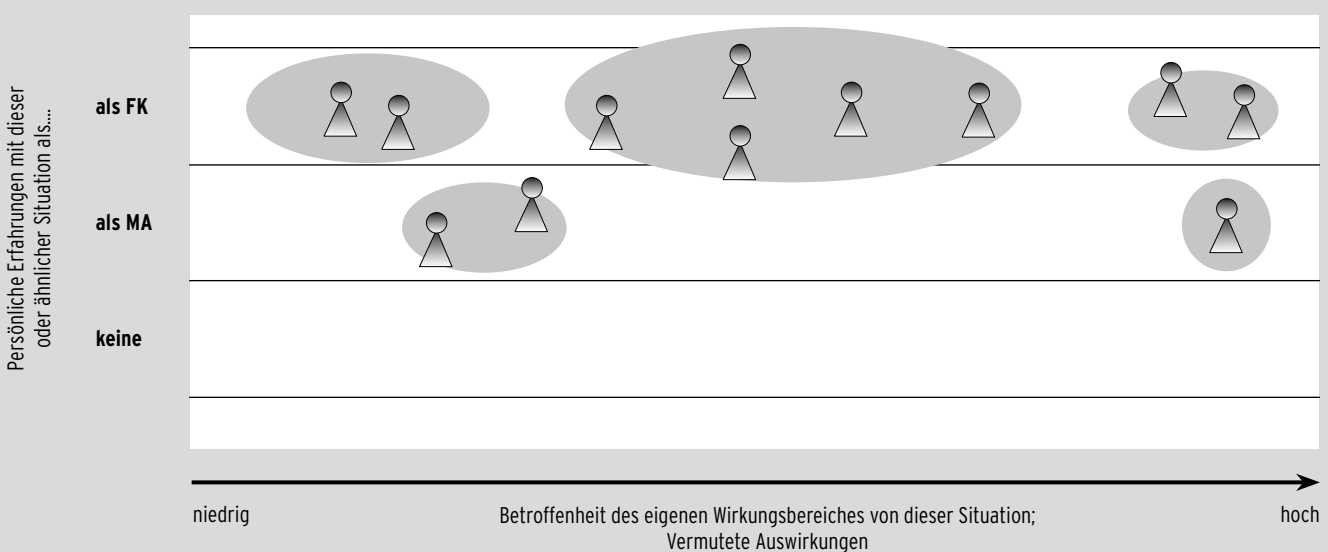 Persönliche Erfahrungen mit dieser
oder ähnlicher Situation als....
als FK
als MA
keine
niedrig
Betroffenheit des eigenen Wirkungsbereiches von dieser Situation;
Vermutete Auswirkungen
hoch